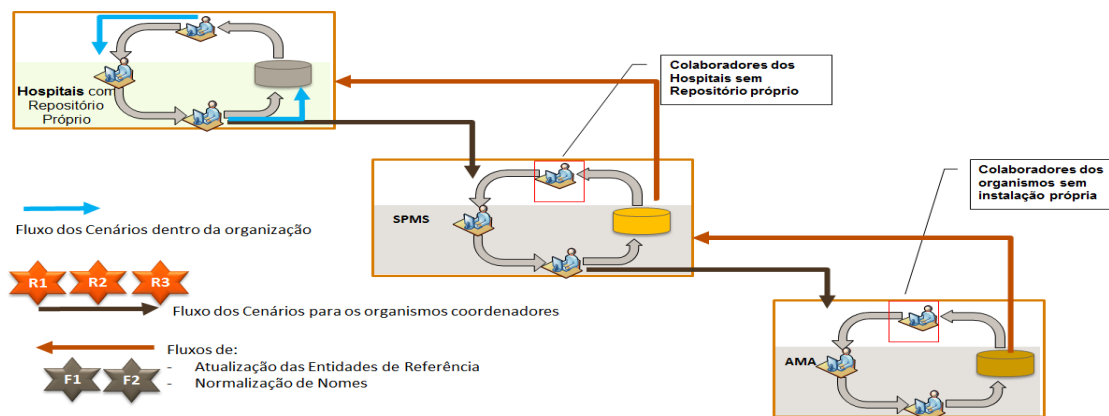 Hospitais com
Repositório
Próprio
Colaboradores dos
Hospitais sem
Repositório próprio
SPMS
Colaboradores dos
organismos sem
instalação própria
AMA
Fluxo dos Cenários dentro da organização
R1 R2 R3
Fluxo dos Cenários para os organismos coordenadores
Fluxos de:
- Atualização das Entidades de Referência
- Normalização de Nomes
F1 F2